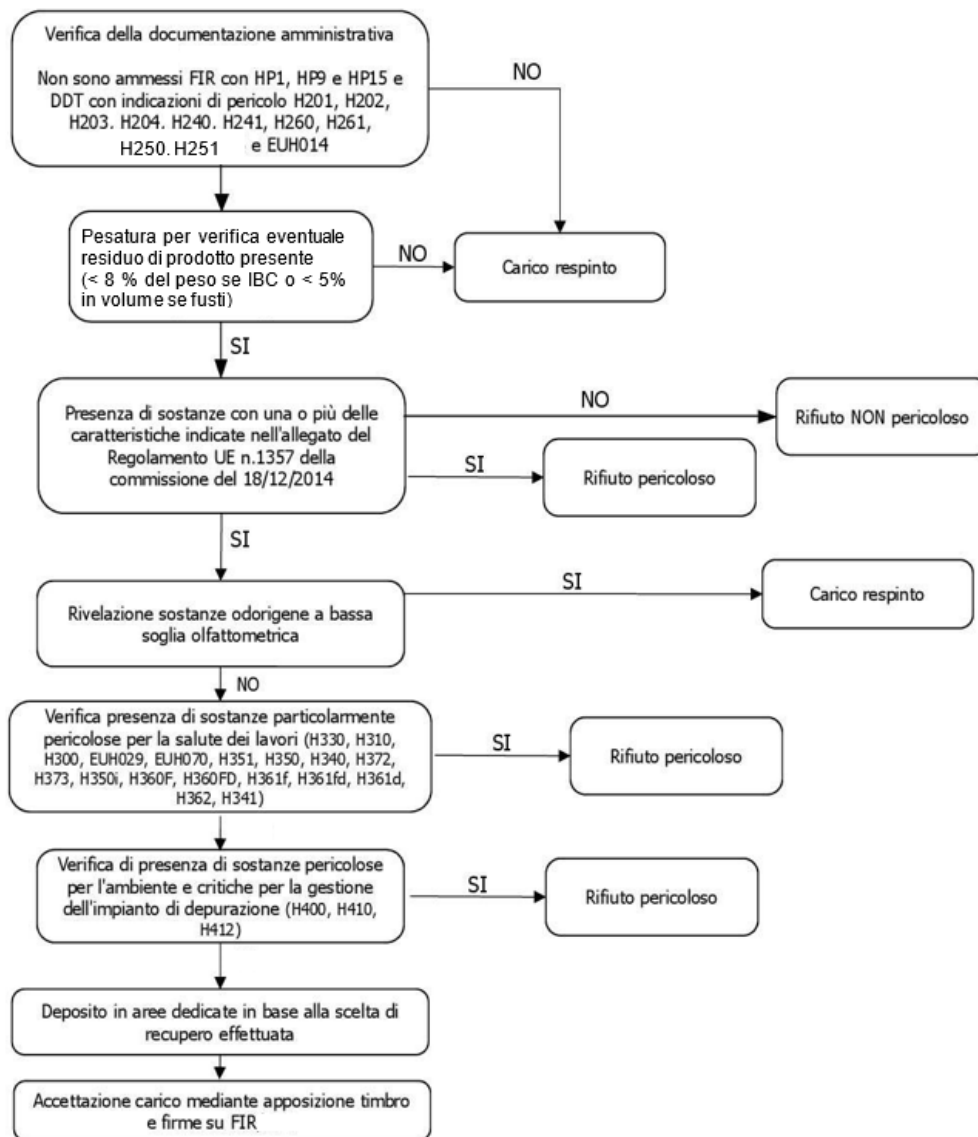 Verifica della documentazione amministrativa
Non sono ammessi FIR con HP1, HP9 e HP15 e
DDT con indicazioni di pericolo H201, H202,
H203. H204. H240. H241, H260, H261,
H250. H251 e EUH014
NO
Pesatura per verifica eventuale
residuo di prodotto presente
(< 8 % del peso se IBC o < 5%
in volume se fusti)
NO
Carico respinto
SI
Presenza di sostanze con una o più delle
caratteristiche indicate nell'allegato del
Regolamento UE n.1357 della
commissione del 18/12/2014
NO
Rifiuto NON pericoloso
SI
Rifiuto pericoloso
SI
Rivelazione sostanze odorigene a bassa
soglia olfattometrica
SI
Carico respinto
NO
Verifica presenza di sostanze particolarmente
pericolose per la salute dei lavori (H330, H310,
H300, EUH029, EUH070, H351, H350, H340, H372,
H373, H350i, H360F, H360FD, H361f, H361fd, H361d,
H362, H341)
SI
Rifiuto pericoloso
Verifica di presenza di sostanze pericolose
per l'ambiente e critiche per la gestione
dell'impianto di depurazione (H400, H410,
H412)
SI
Rifiuto pericoloso
Deposito in aree dedicate in base alla scelta di
recupero effettuata
Accettazione carico mediante apposizione timbro
e firme su FIR